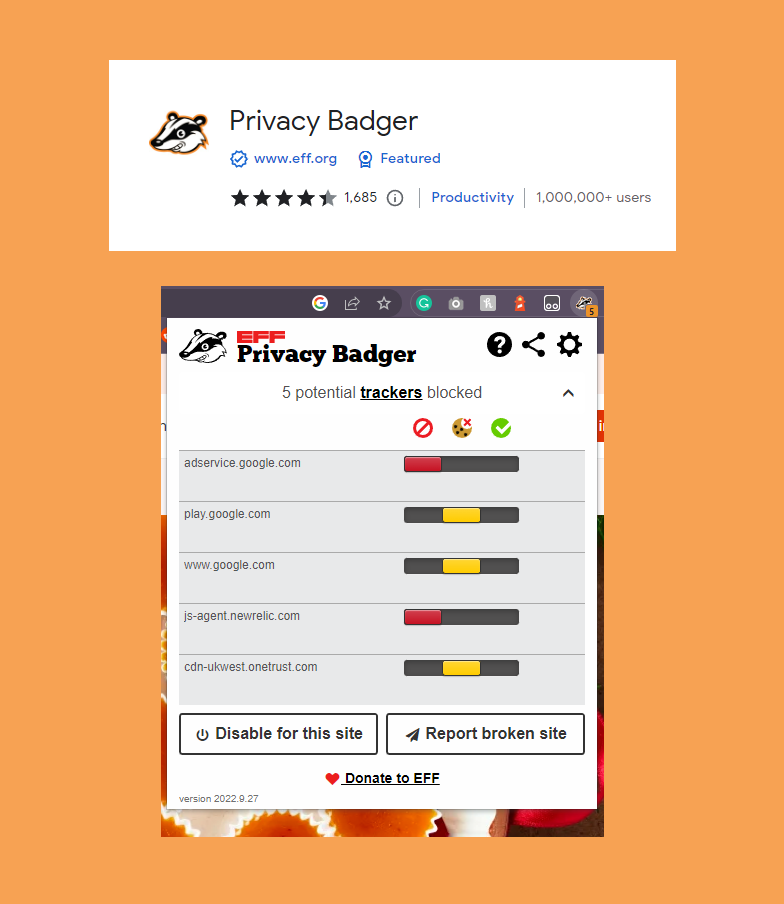 Privacy Badger
www.eff.org Featured
1,685 Productivity 1,000,000+ users
5
EFF
Privacy Badger
5 potential trackers blocked
adservice.google.com
play.google.com
www.google.com
js-agent.newrelic.com
cdn-ukwest.onetrust.com
Disable for this site Report broken site
Donate to EFF
version 2022.9.27